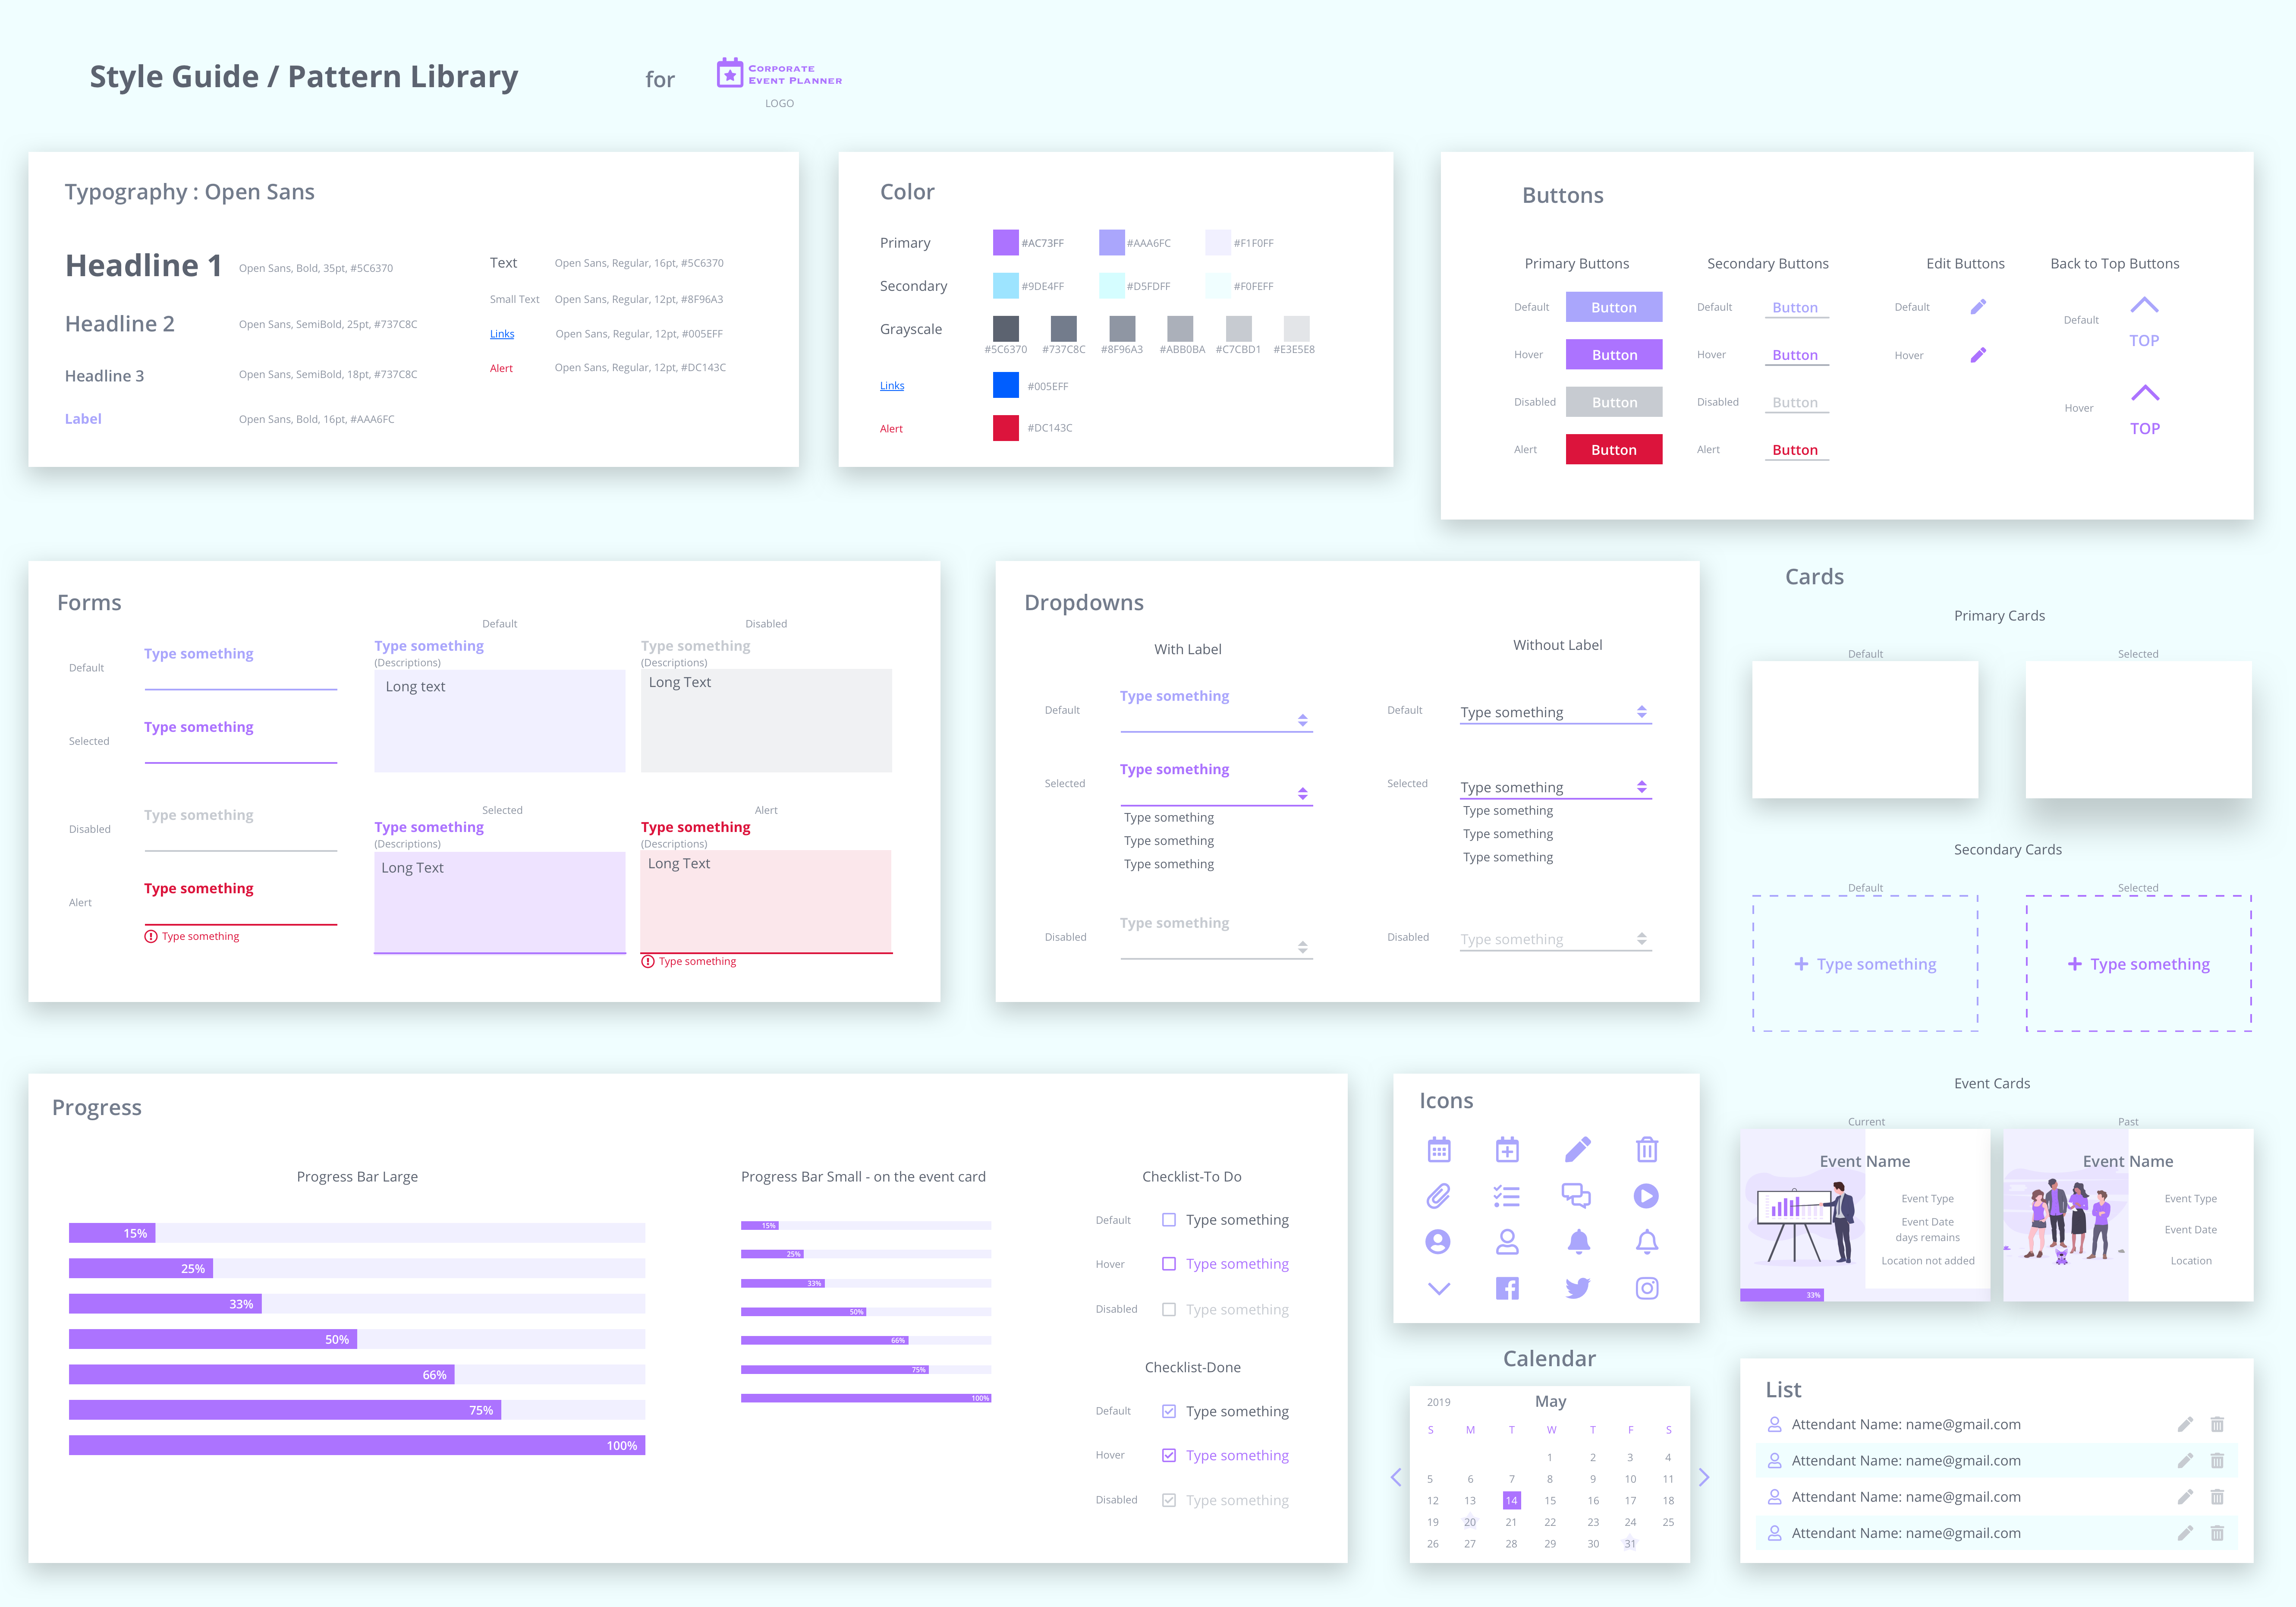 Style Guide / Pattern Library
for
CORPORATE
EVENT PLANNER
LOGO
Typography : Open Sans
Headline 1 Open Sans, Bold, 35pt, #5C6370
Headline 2 Open Sans, SemiBold, 25pt, #737C8C
Headline 3 Open Sans, SemiBold, 18pt, #737C8C
Label Open Sans, Bold, 16pt, #AAA6FC
Text Open Sans, Regular, 16pt, #5C6370
Small Text Open Sans, Regular, 12pt, #8F96A3
Links Open Sans, Regular, 12pt, #005EFF
Alert Open Sans, Regular, 12pt, #DC143C
Color
Primary #AC73FF #AAA6FC #F1F0FF
Secondary #9DE4FF #D5FDFF #F0FEFF
Grayscale
#5C6370 #737C8C #8F96A3 #ABB0BA #C7CBD1 #E3E5E8
Links #005EFF
Alert #DC143C
Buttons
Primary Buttons
Default Button
Hover Button
Disabled Button
Alert Button
Secondary Buttons
Default Button
Hover Button
Disabled Button
Alert Button
Edit Buttons
Default
Hover
Back to Top Buttons
Default
TOP
Hover
TOP
Forms
Default
Type something
Selected
Type something
Disabled
Type something
Alert
Type something
Type something
Default
Type something
(Descriptions)
Long text
Disabled
Type something
(Descriptions)
Long Text
Selected
Type something
(Descriptions)
Long Text
Alert
Type something
(Descriptions)
Long Text
Type something
Dropdowns
With Label
Default
Type something
Selected
Type something
Type something
Type something
Type something
Disabled
Type something
Without Label
Default
Type something
Selected
Type something
Type something
Type something
Type something
Disabled
Type something
Cards
Primary Cards
Default
Selected
Secondary Cards
Default
Type something
Selected
Type something
Event Cards
Current
Event Name
Event Type
Event Date
days remains
Location not added
33%
Past
Event Name
Event Type
Event Date
Location
Progress
Progress Bar Large
15%
25%
33%
50%
66%
75%
100%
Progress Bar Small - on the event card
15%
25%
33%
50%
66%
75%
100%
Checklist-To Do
Default Type something
Hover Type something
Disabled Type something
Checklist-Done
Default Type something
Hover Type something
Disabled Type something
Icons
Calendar
2019 May
S M T W T F S
1 2 3 4
5 6 7 8 9 10 11
12 13 14 15 16 17 18
19 20 21 22 23 24 25
26 27 28 29 30 31
List
Attendant Name: name@gmail.com
Attendant Name: name@gmail.com
Attendant Name: name@gmail.com
Attendant Name: name@gmail.com